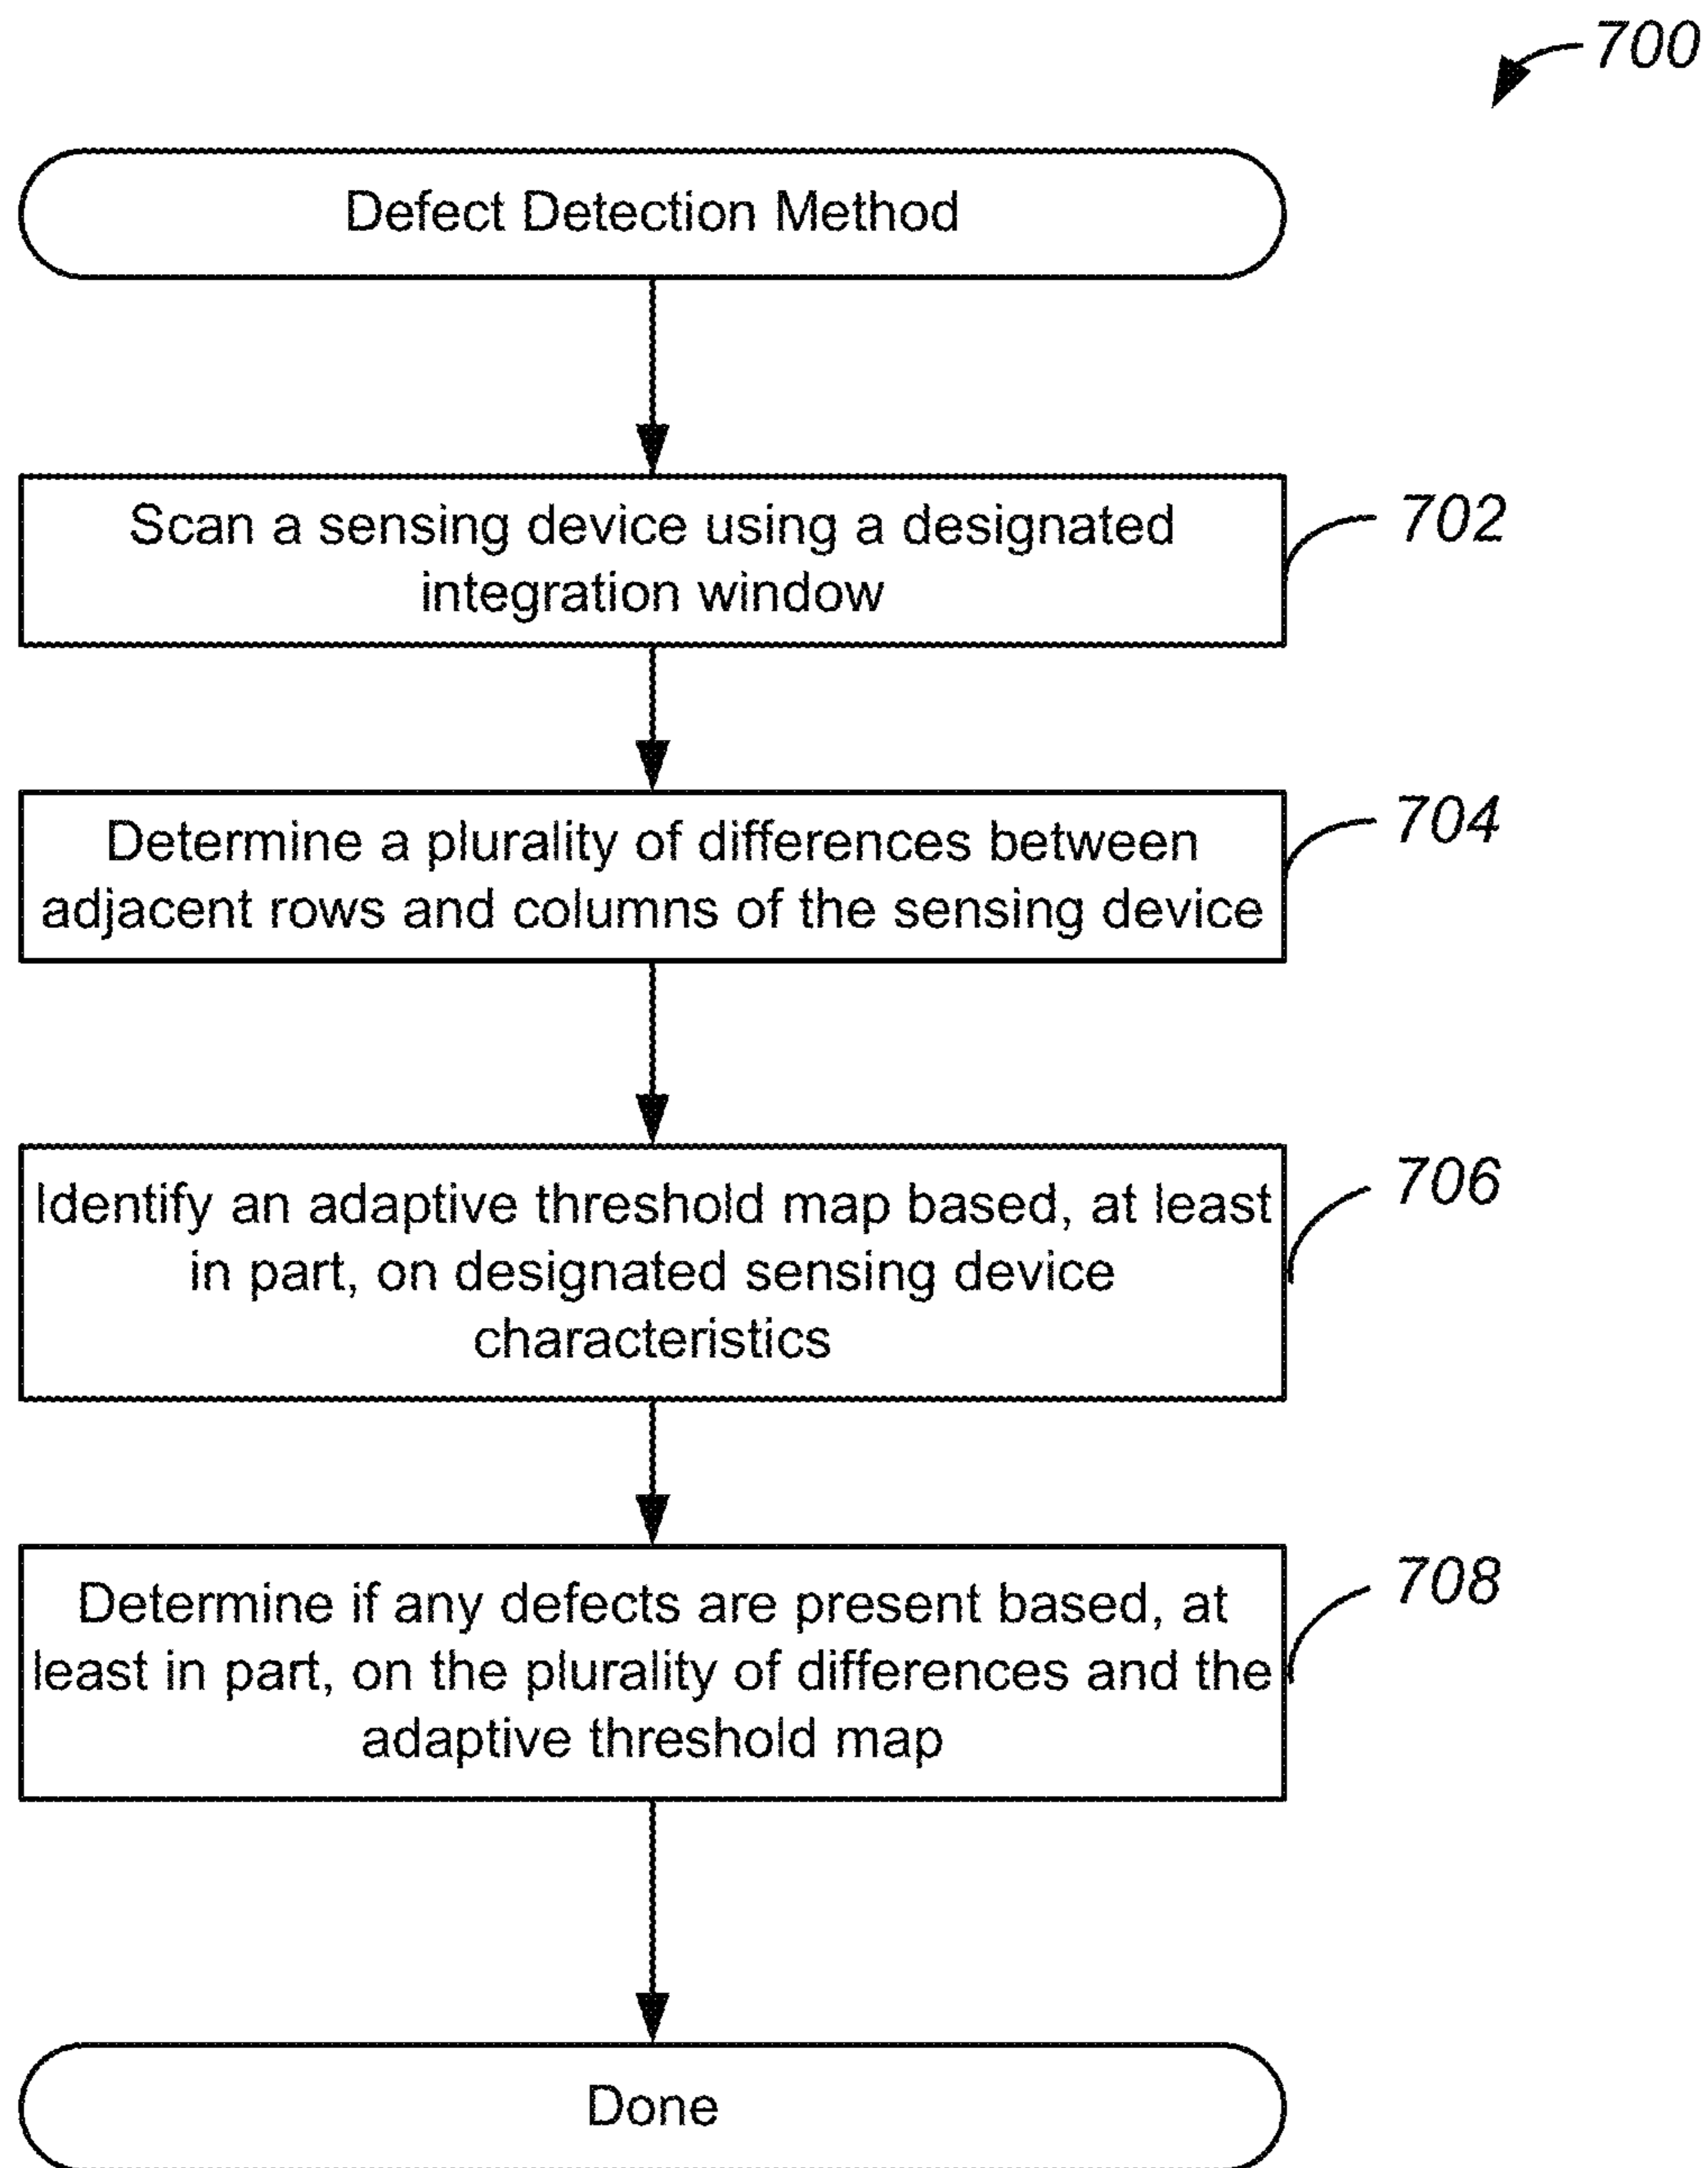 700
Defect Detection Method
Scan a sensing device using a designated
integration window
702
Determine a plurality of differences between
adjacent rows and columns of the sensing device
704
Identify an adaptive threshold map based, at least
in part, on designated sensing device
characteristics
706
Determine if any defects are present based, at
least in part, on the plurality of differences and the
adaptive threshold map
708
Done